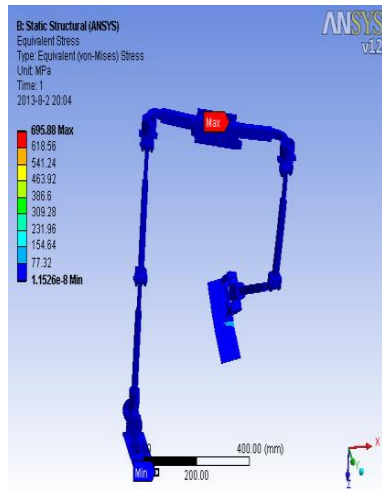 B: Static Structural (ANSYS)
Equivalent Stress
Type: Equivalent (von-Mises) Stress
Unit: MPa
Time: 1
2013-8-2 20:04
ANSYS
v12
695.88 Max
618.56
541.24
463.92
386.6
309.28
231.96
154.64
77.32
1.1526e-8 Min
Max
Min
400.00 (mm)
200.00
X